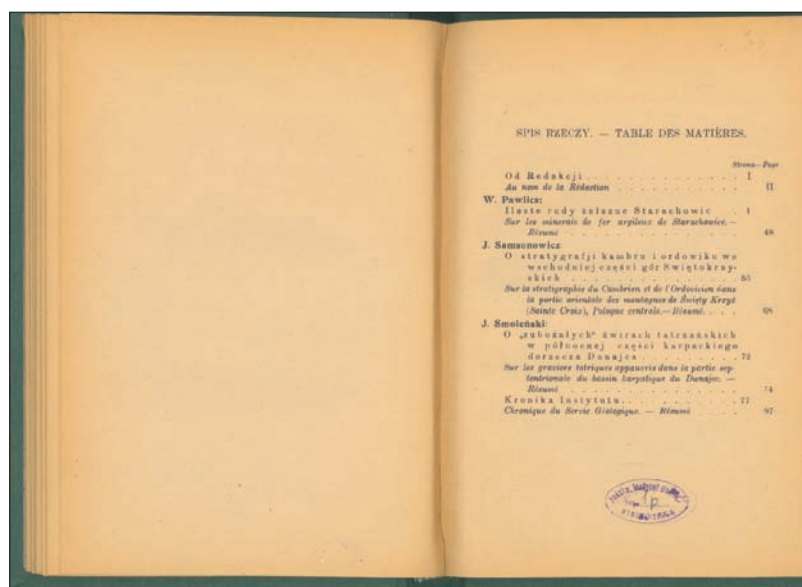 SPIS RZECZY. — TABLE DES MATIÈRES.
Strona—Page
Od Redakcji . . . . . . . . . . . . . . . I
Au nom de la Rédaction . . . . . . . . . . . . II
W. Pawlica:
Ilaste rudy żelazne Starachowic . 1
Sur les minerais de fer argileux de Starachowice.—
Résumé . . . . . . . . . . . . . . . 48
J. Samsonowicz
O stratygrafji kambru i ordowiku we
wschodniej części gór Świętokrzy-
skich . . . . . . . . . . . . . . .
Sur la stratigraphie du Cambrien et de l'Ordovicien dans
la partie orientale des montagnes de Święty Krzyż
(Sainte Croix), Pologne centrale.—Résumé. . . . 68
J. Smoleński:
O „zubożałych" żwirach tatrzańskich
w północnej części karpackiego
dorzecza Dunajca . . . . . . . . . 72
Sur les graviers tatriques appauvris dans la partie sep-
tentrionale du bassin karpatique du Dunajec. —
Résumé . . . . . . . . . . . . . . . 74
Kronika Instytutu . . . . . . . . . . . . 77
Chronique du Servie Géologique. — Résumé . . . . 97